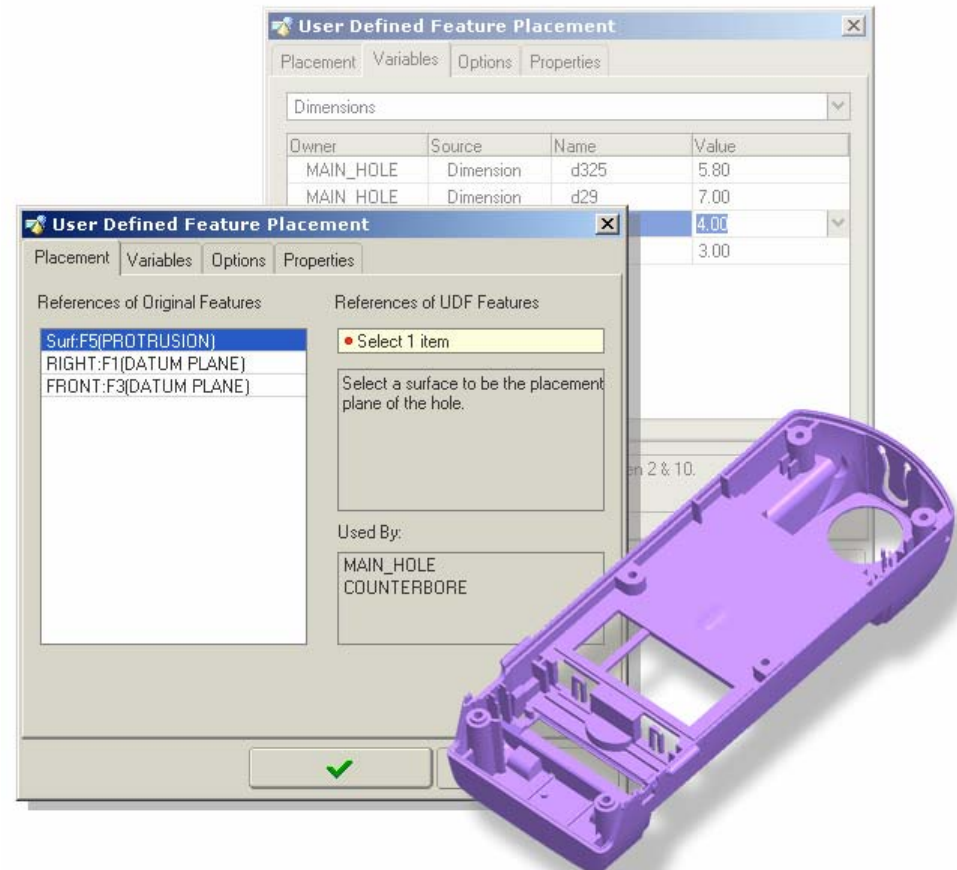 User Defined Feature Placement
Placement Variables Options Properties
Dimensions
Owner Source Name Value
MAIN_HOLE Dimension d325 5.80
MAIN_HOLE Dimension d29 7.00
4.00
3.00
2 & 10.
User Defined Feature Placement
Placement Variables Options Properties
References of Original Features
Surf:F5(PROTRUSION)
RIGHT:F1(DATUM PLANE)
FRONT:F3(DATUM PLANE)
References of UDF Features
Select 1 item
Select a surface to be the placement
plane of the hole.
Used By:
MAIN_HOLE
COUNTERBORE